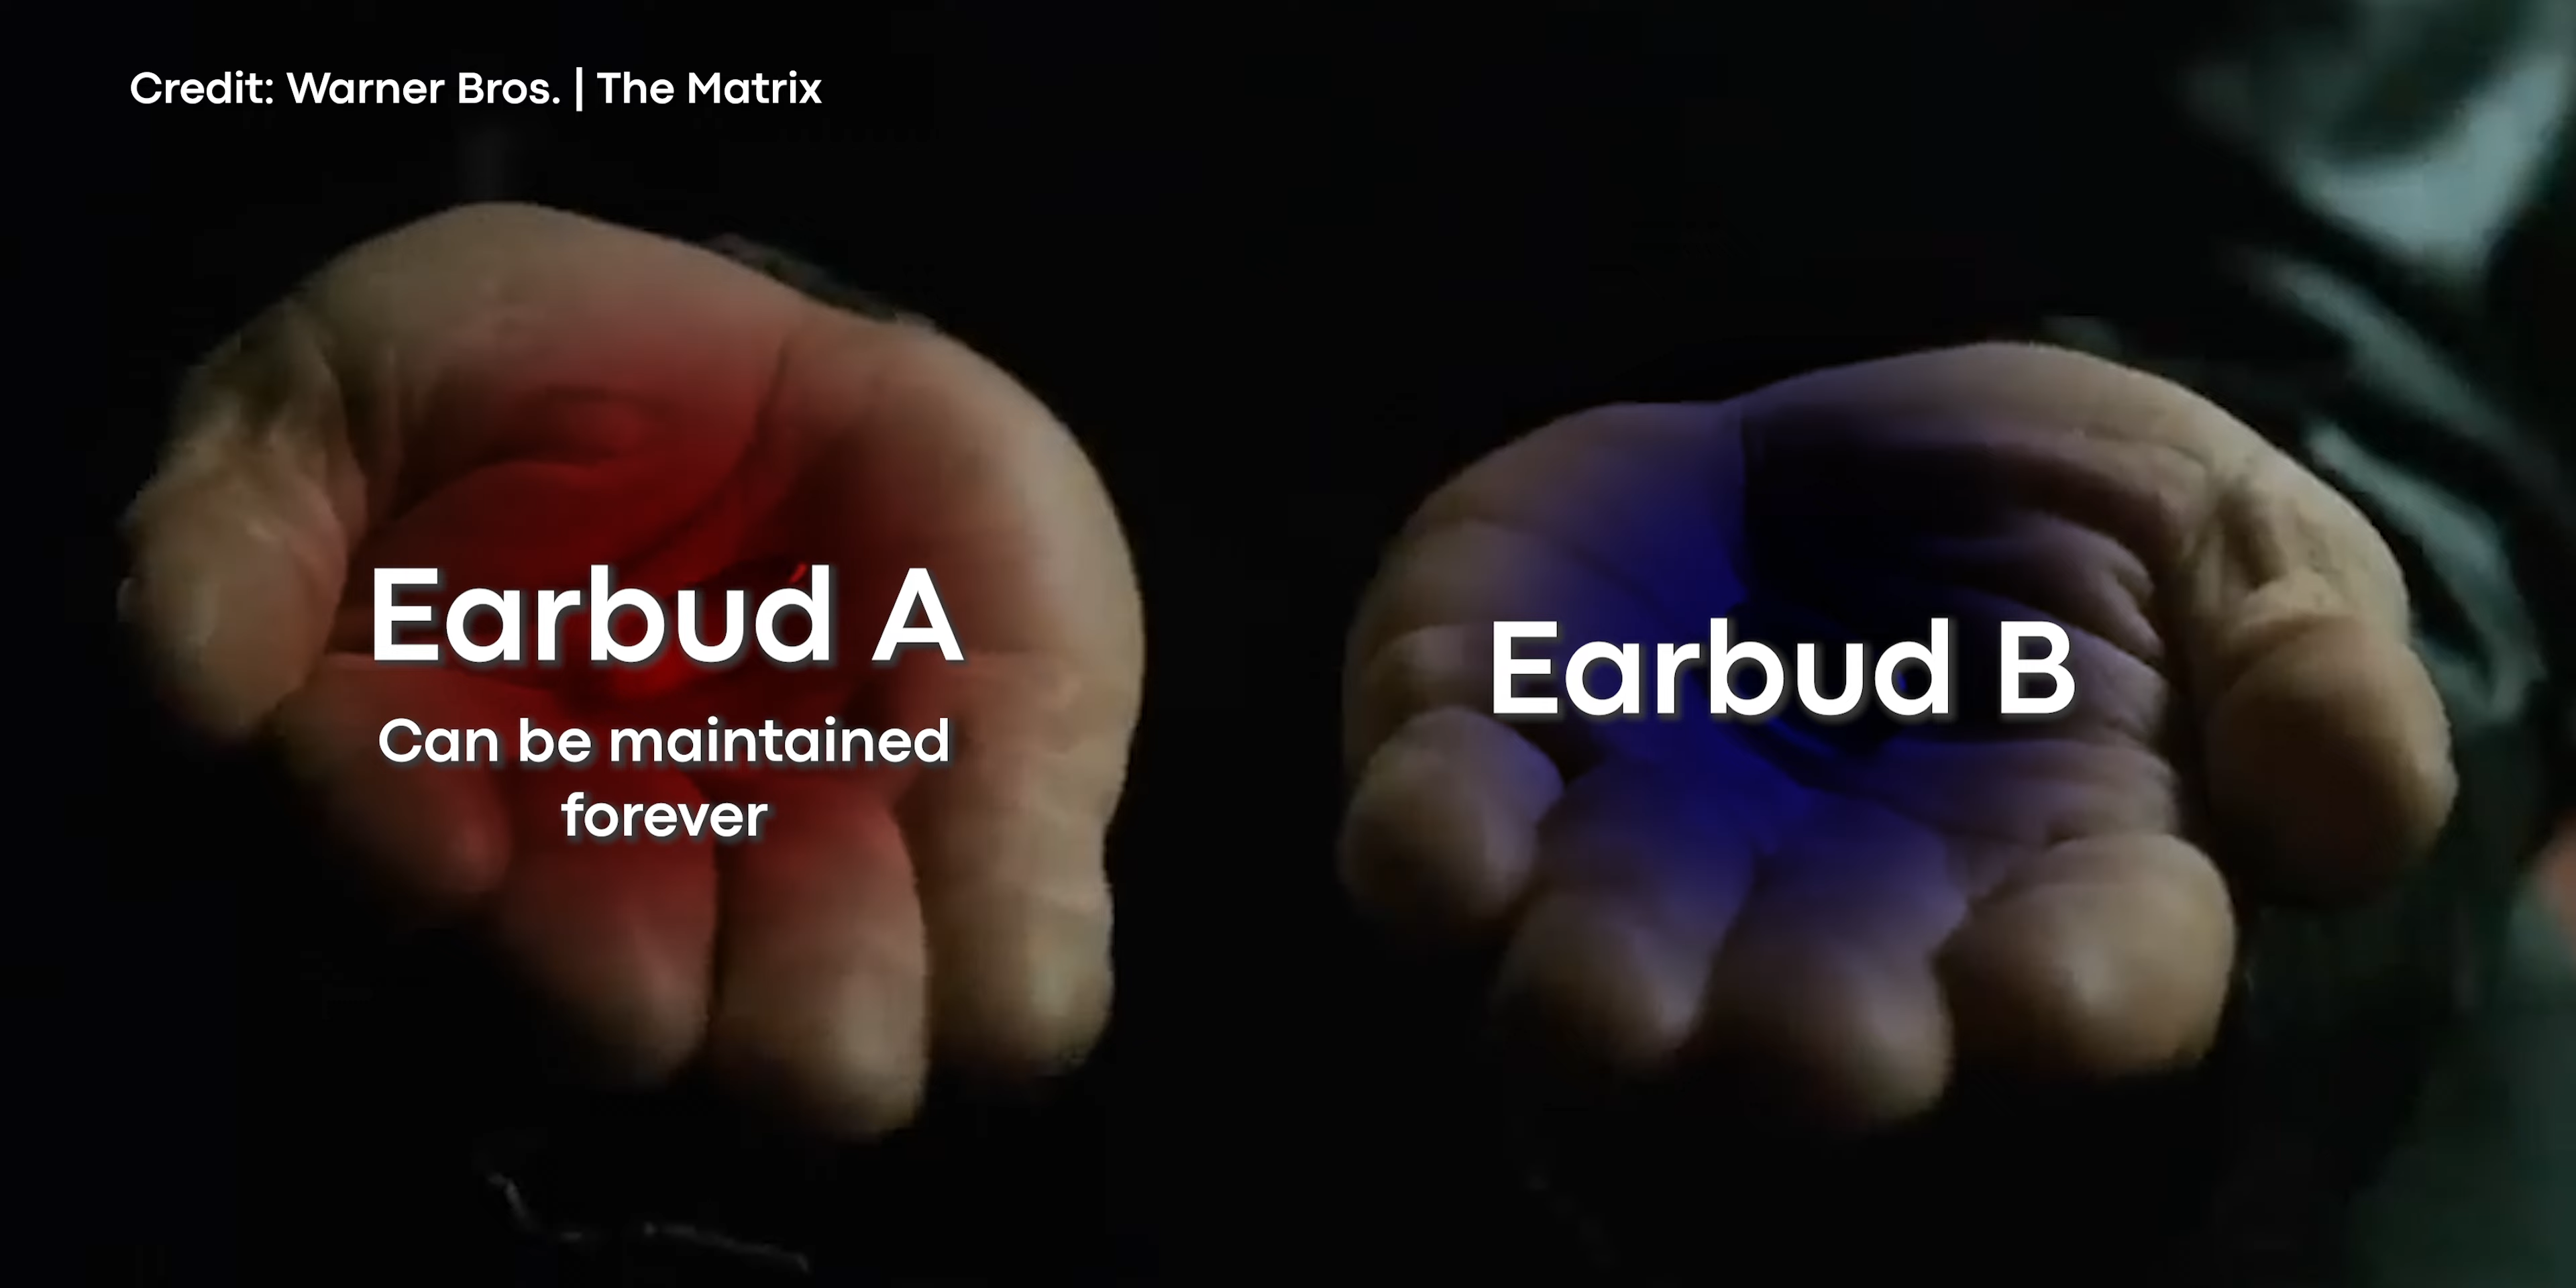 Credit: Warner Bros. | The Matrix
Earbud A
Can be maintained
forever
Earbud B